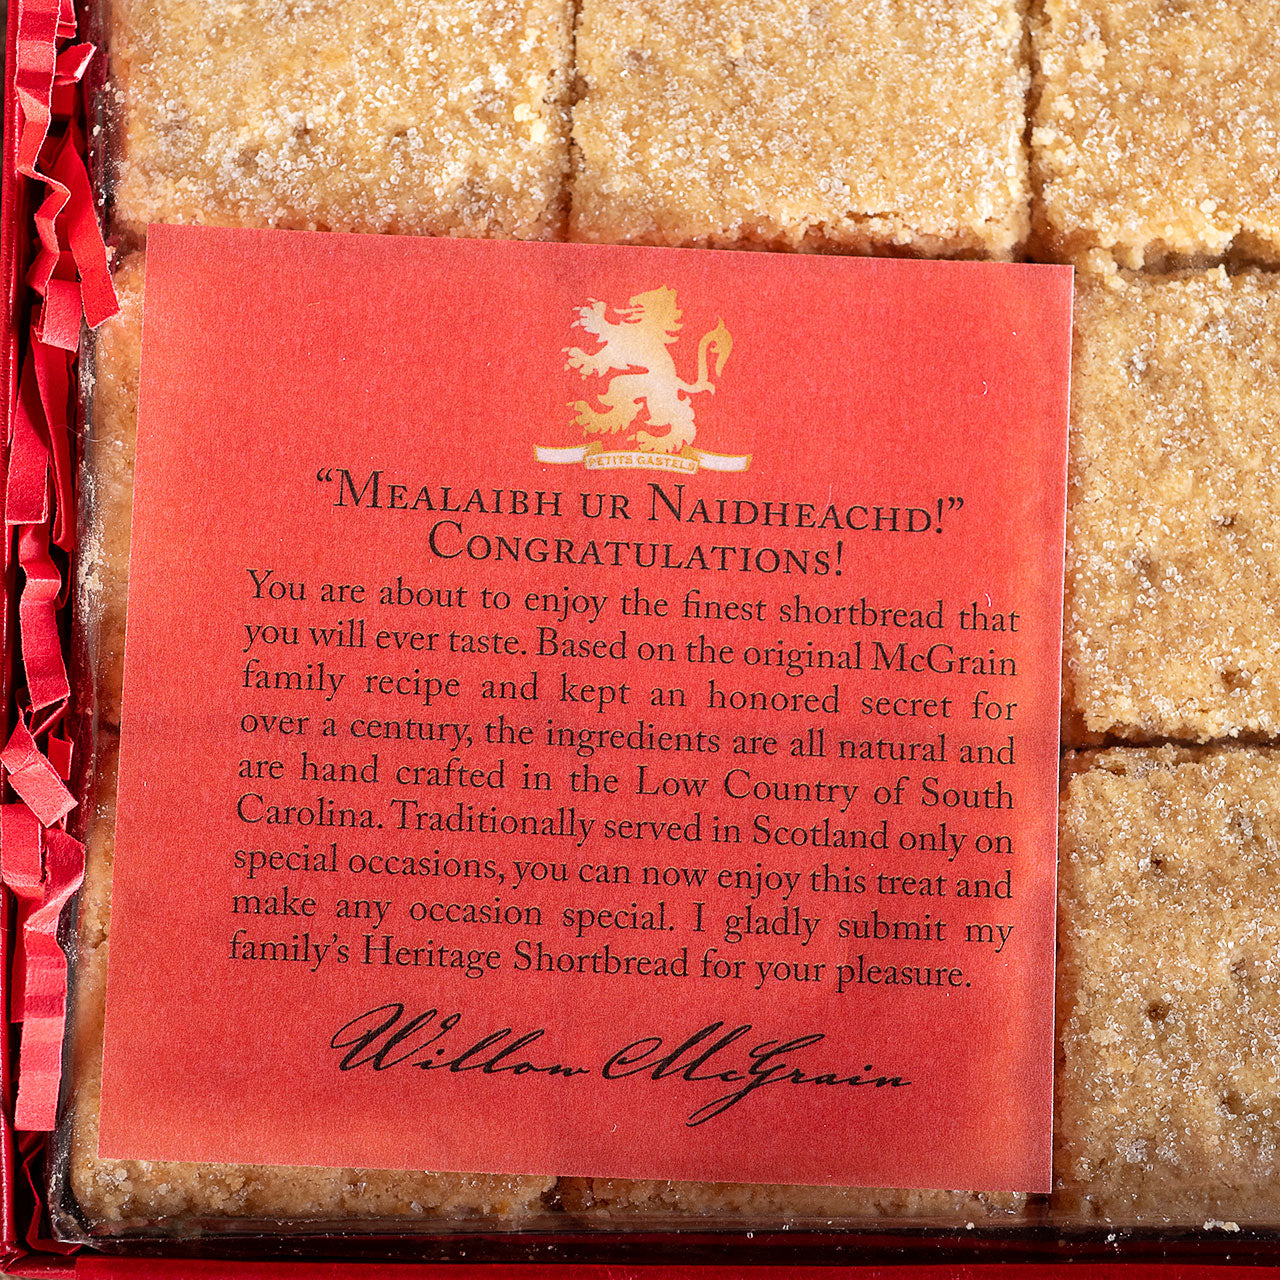 PETITS GASTELS
“Mealaibh ur Naidheachd!”
Congratulations!
You are about to enjoy the finest shortbread that
you will ever taste. Based on the original McGrain
family recipe and kept an honored secret for
over a century, the ingredients are all natural and
are hand crafted in the Low Country of South
Carolina. Traditionally served in Scotland only on
special occasions, you can now enjoy this treat and
make any occasion special. I gladly submit my
family’s Heritage Shortbread for your pleasure.
Willow McGrain